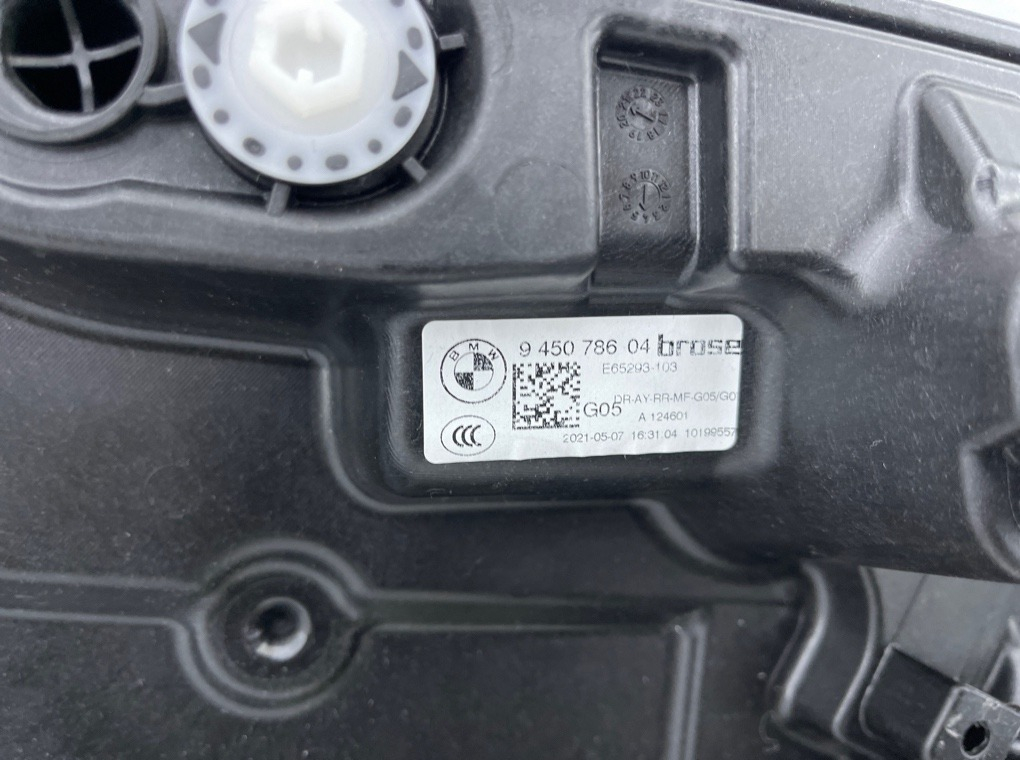 BMW
9 450 786 04 brose
E65293-103
DR-AY-RR-MF-G05/G0
G05
A 124601
2021-05-07 16:31.04 10199557
CCC